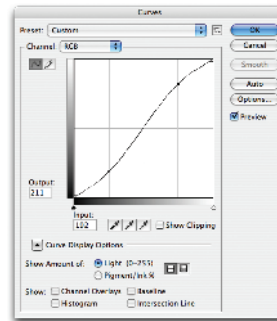 Curves
Preset: Custom
OK
Channel: RGB
Cancel
Smooth
Auto
Options...
Preview
Output:
211
Input:
192
Show Clipping
Curve Display Options
Show Amount of: Light (0-255)
Pigment/Ink %
Show: Channel Overlays Baseline
Histogram Intersection Line